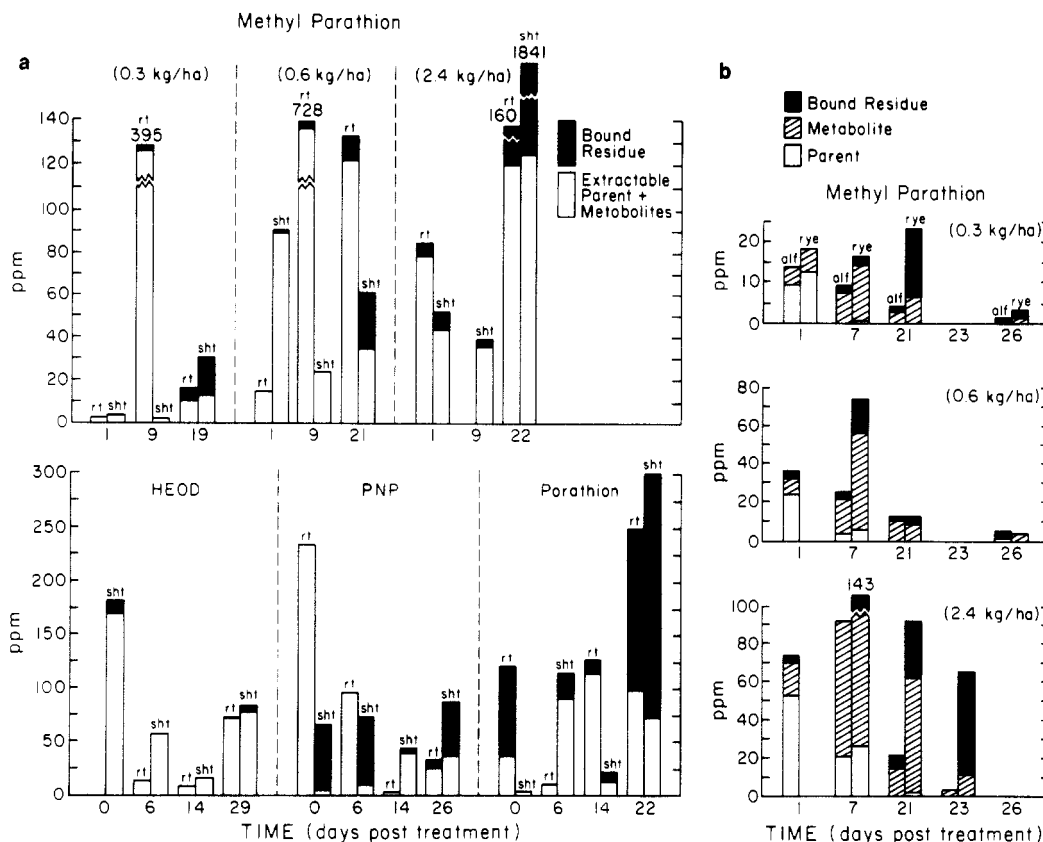 Methyl Parathion
a
(0.3 kg/ha) (0.6 kg/ha) (2.4 kg/ha)
rt 395
rt 728
rt 160
sht 1841
Bound Residue
Extractable Parent + Metabolites
ppm
140
120
100
80
60
40
20
0
rt sht sht rt sht
rt sht sht rt sht
rt sht sht
1 9 19 1 9 21 1 9 22
HEOD PNP Parathion
ppm
300
250
200
150
100
50
0
sht rt sht rt sht rt sht
rt sht rt sht rt sht rt sht
rt sht rt sht rt sht rt sht
0 6 14 29 0 6 14 26 0 6 14 22
TIME (days post treatment)
b
Bound Residue
Metabolite
Parent
Methyl Parathion
(0.3 kg/ha)
ppm
20
10
0
alf rye alf rye alf rye alf rye
1 7 21 23 26
(0.6 kg/ha)
ppm
80
60
40
20
0
1 7 21 23 26
(2.4 kg/ha)
143
ppm
100
80
60
40
20
0
1 7 21 23 26
TIME (days post treatment)